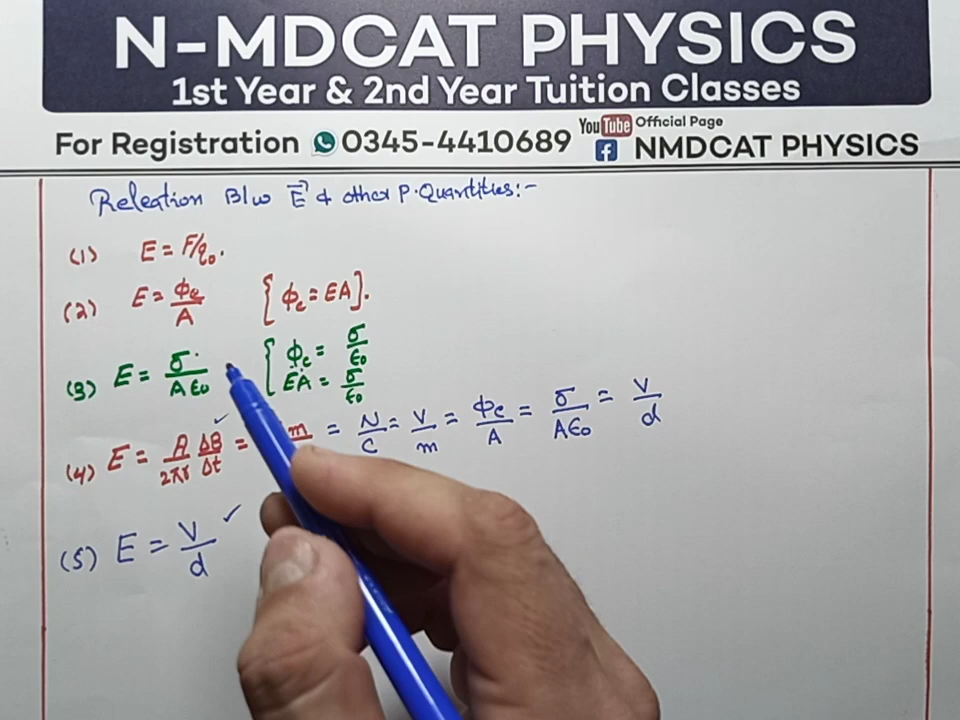 N-MDCAT PHYSICS
1st Year & 2nd Year Tuition Classes
For Registration 0345-4410689 YouTube Official Page
NMDCAT PHYSICS
Releation B/w E⃗ & other P.Quantities:-
(1) E = F/q₀.
(2) E = Φe/A {Φe = EA].
(3) E = σ/Aε₀ { Φe = σ/ε₀
EA = σ/ε₀
(4) E = A/2πr ΔB/Δt ✓ = m = N/C = V/m = Φe/A = σ/Aε₀ = V/d
(5) E = V/d ✓